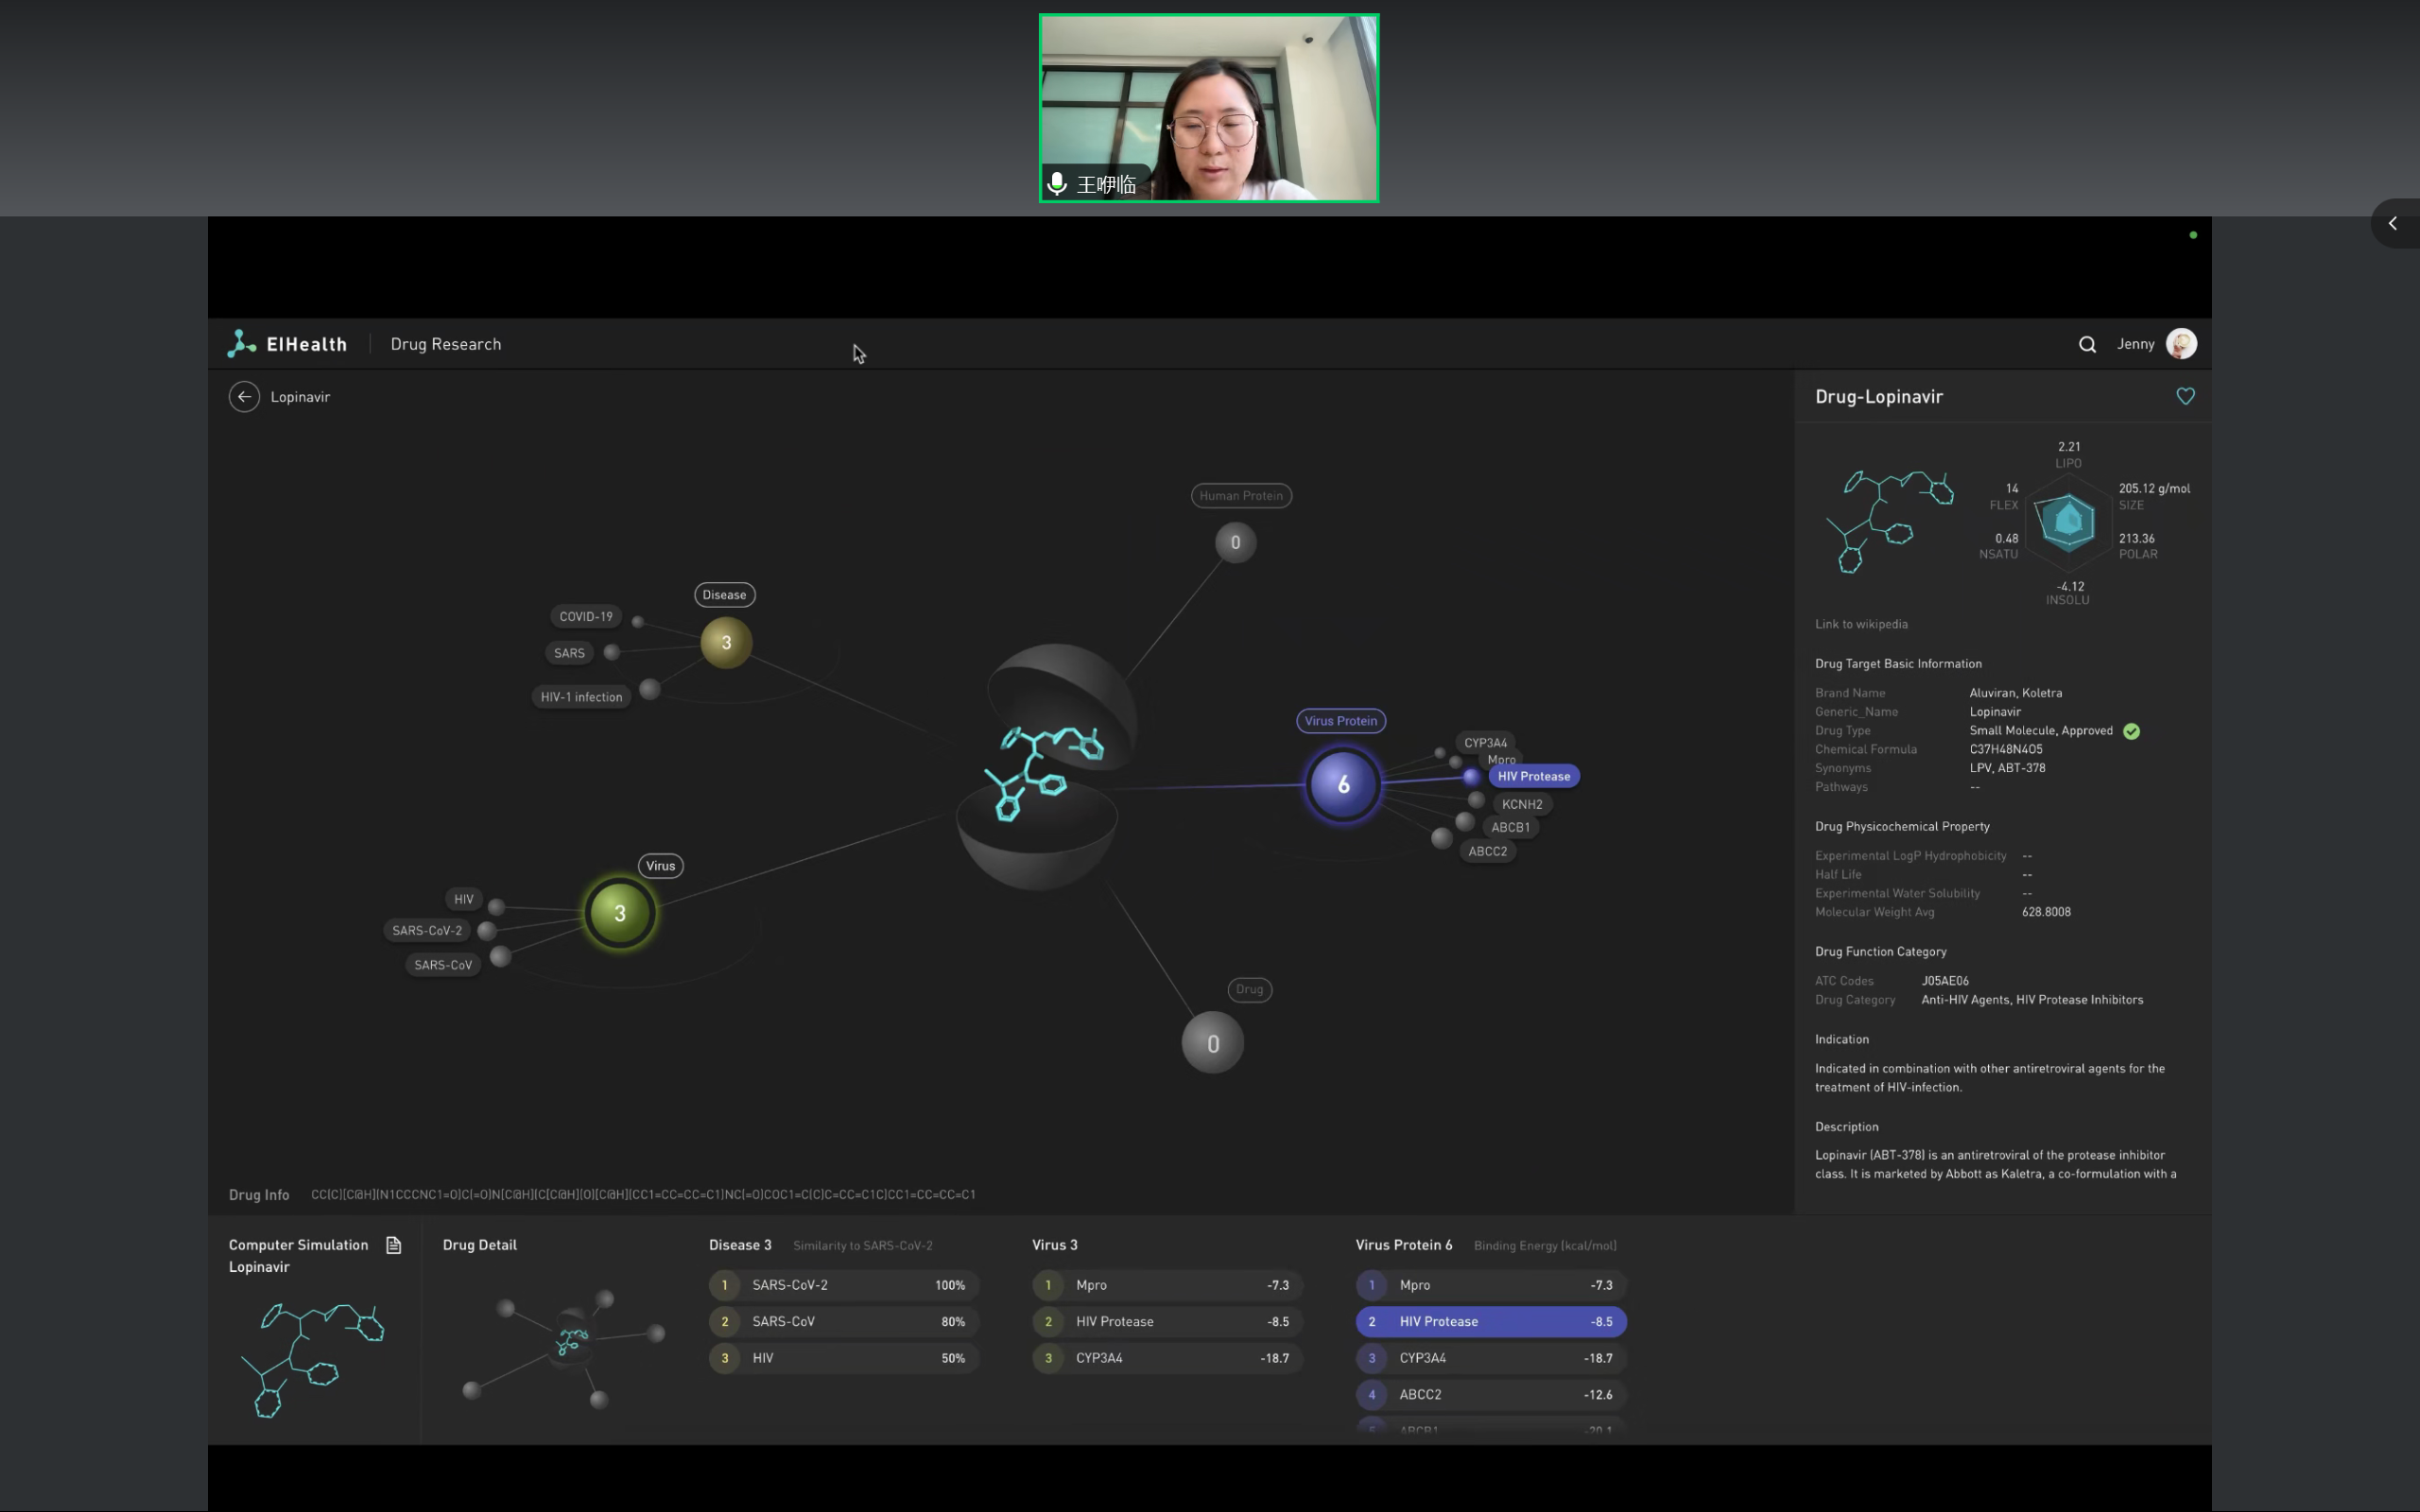 王咿临
EIHealth
Drug Research
Jenny
Lopinavir
Human Protein
0
Disease
3
COVID-19
SARS
HIV-1 infection
Virus Protein
6
CYP3A4
Mpro
HIV Protease
KCNH2
ABCB1
ABCC2
Virus
3
HIV
SARS-CoV-2
SARS-CoV
Drug
0
Drug-Lopinavir
2.21
LIPO
14
FLEX
205.12 g/mol
SIZE
0.48
NSATU
213.36
POLAR
-4.12
INSOLU
Link to wikipedia
Drug Target Basic Information
Brand Name Aluviran, Koletra
Generic_Name Lopinavir
Drug Type Small Molecule, Approved
Chemical Formula C37H48N4O5
Synonyms LPV, ABT-378
Pathways --
Drug Physicochemical Property
Experimental LogP Hydrophobicity --
Half Life --
Experimental Water Solubility --
Molecular Weight Avg 628.8008
Drug Function Category
ATC Codes J05AE06
Drug Category Anti-HIV Agents, HIV Protease Inhibitors
Indication
Indicated in combination with other antiretroviral agents for the
treatment of HIV-infection.
Description
Lopinavir (ABT-378) is an antiretroviral of the protease inhibitor
class. It is marketed by Abbott as Kaletra, a co-formulation with a
Drug Info CC(C)[C@H](N1CCCNC1=O)C(=O)N[C@H](C[C@H](O)[C@H](CC1=CC=CC=C1)NC(=O)COC1=C(C)C=CC=C1C)CC1=CC=CC=C1
Computer Simulation
Lopinavir
Drug Detail
Disease 3 Similarity to SARS-CoV-2
1 SARS-CoV-2 100%
2 SARS-CoV 80%
3 HIV 50%
Virus 3
1 Mpro -7.3
2 HIV Protease -8.5
3 CYP3A4 -18.7
Virus Protein 6 Binding Energy (kcal/mol)
1 Mpro -7.3
2 HIV Protease -8.5
3 CYP3A4 -18.7
4 ABCC2 -12.6
5 ABCB1 -20.1